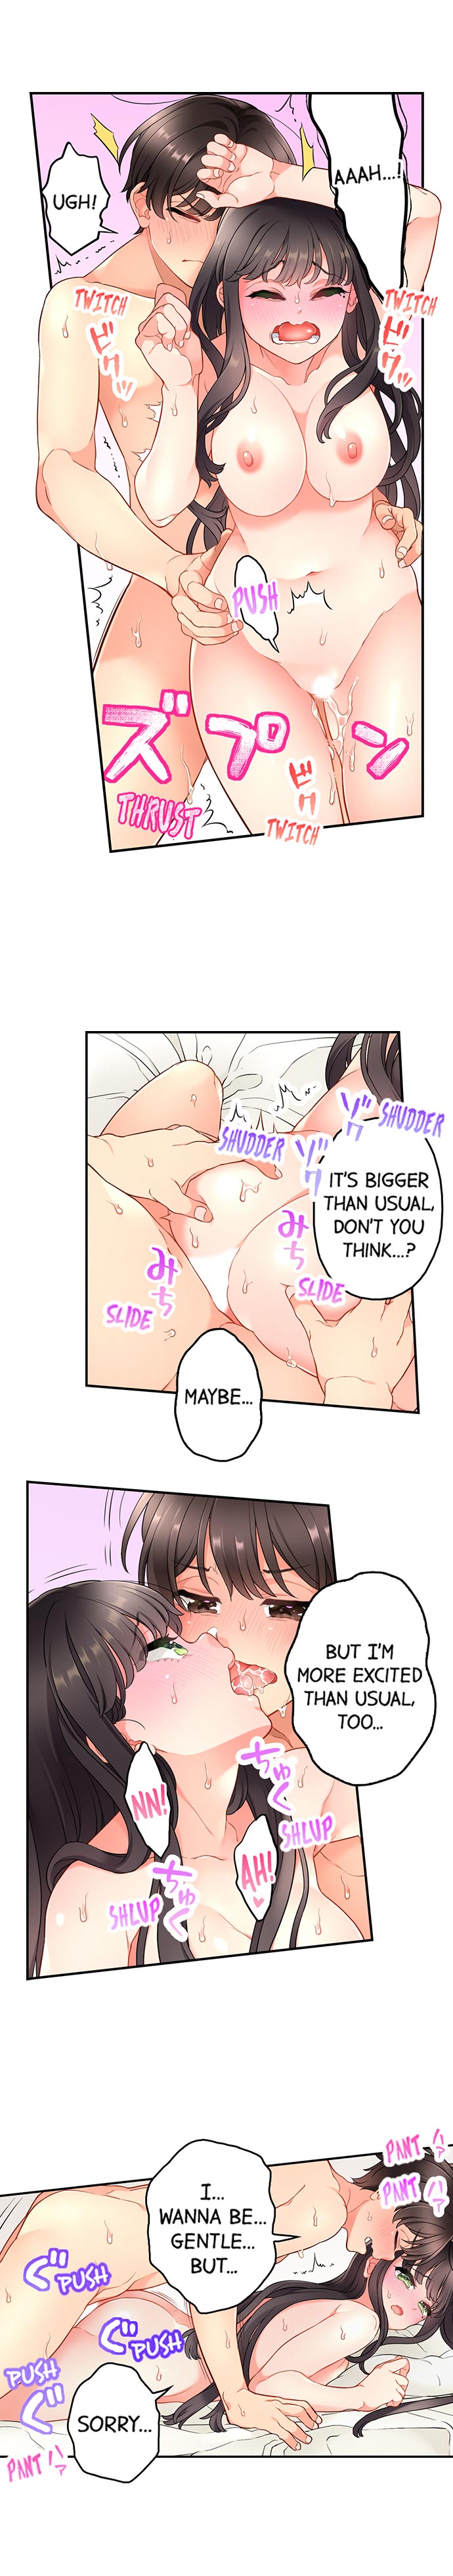 AAAH...!
UGH!
TWITCH
ビクッ
TWITCH
ビクッ
PUSH
ズプン
THRUST
ビク
TWITCH
ゾ
SHUDDER
SHUDDER
ゾ
IT'S BIGGER
THAN USUAL,
DON'T YOU
THINK...?
みち
SLIDE
みち
SLIDE
MAYBE...
BUT I'M
MORE EXCITED
THAN USUAL,
TOO...
NN!
ちゅく
SHLUP
AH!
ちゅく
SHLUP
PANT
PANT
I...
WANNA BE...
GENTLE...
BUT...
ぐ
PUSH
ぐ
PUSH
PUSH
ぐ
SORRY...
PANT